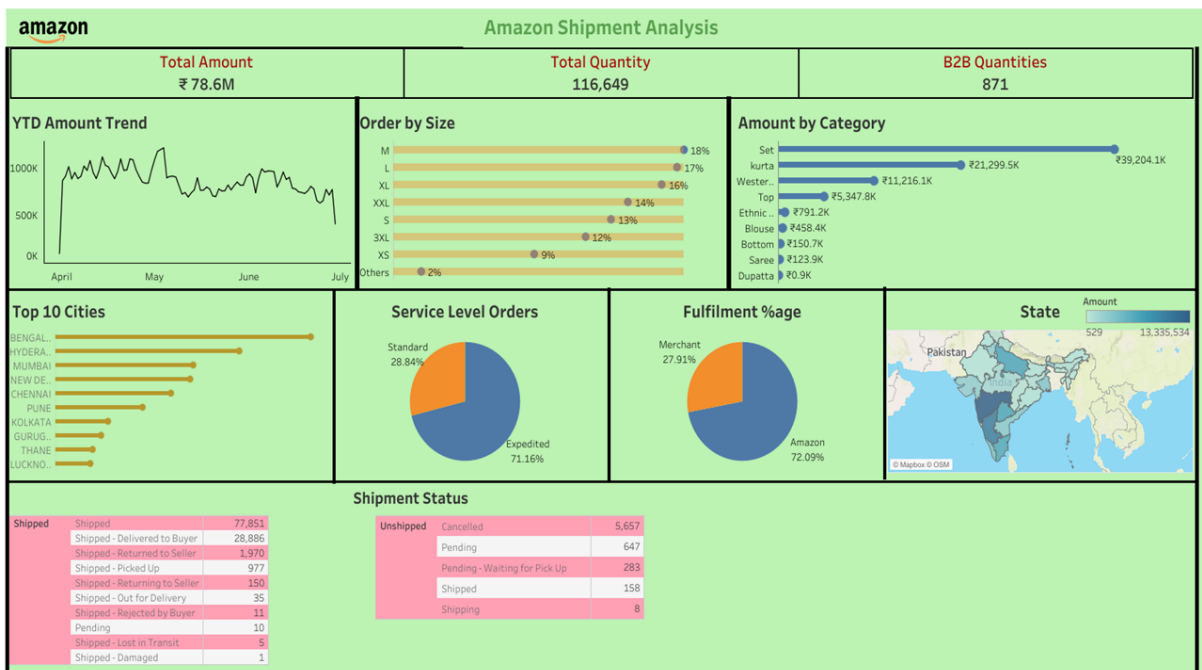 amazon
Amazon Shipment Analysis
Total Amount
₹ 78.6M
Total Quantity
116,649
B2B Quantities
871
YTD Amount Trend
1000K
500K
0K
April May June July
Order by Size
M 18%
L 17%
XL 16%
XXL 14%
S 13%
3XL 12%
XS 9%
Others 2%
Amount by Category
Set ₹39,204.1K
kurta ₹21,299.5K
Wester.. ₹11,216.1K
Top ₹5,347.8K
Ethnic .. ₹791.2K
Blouse ₹458.4K
Bottom ₹150.7K
Saree ₹123.9K
Dupatta ₹0.9K
Top 10 Cities
BENGAL..
HYDERA..
MUMBAI
NEW DE..
CHENNAI
PUNE
KOLKATA
GURUG..
THANE
LUCKNO..
Service Level Orders
Standard
28.84%
Expedited
71.16%
Fulfilment %age
Merchant
27.91%
Amazon
72.09%
State
Amount
529 13,335,534
Pakistan
India
© Mapbox © OSM
Shipment Status
Shipped Shipped 77,851
Shipped - Delivered to Buyer 28,886
Shipped - Returned to Seller 1,970
Shipped - Picked Up 977
Shipped - Returning to Seller 150
Shipped - Out for Delivery 35
Shipped - Rejected by Buyer 11
Pending 10
Shipped - Lost in Transit 5
Shipped - Damaged 1
Unshipped Cancelled 5,657
Pending 647
Pending - Waiting for Pick Up 283
Shipped 158
Shipping 8